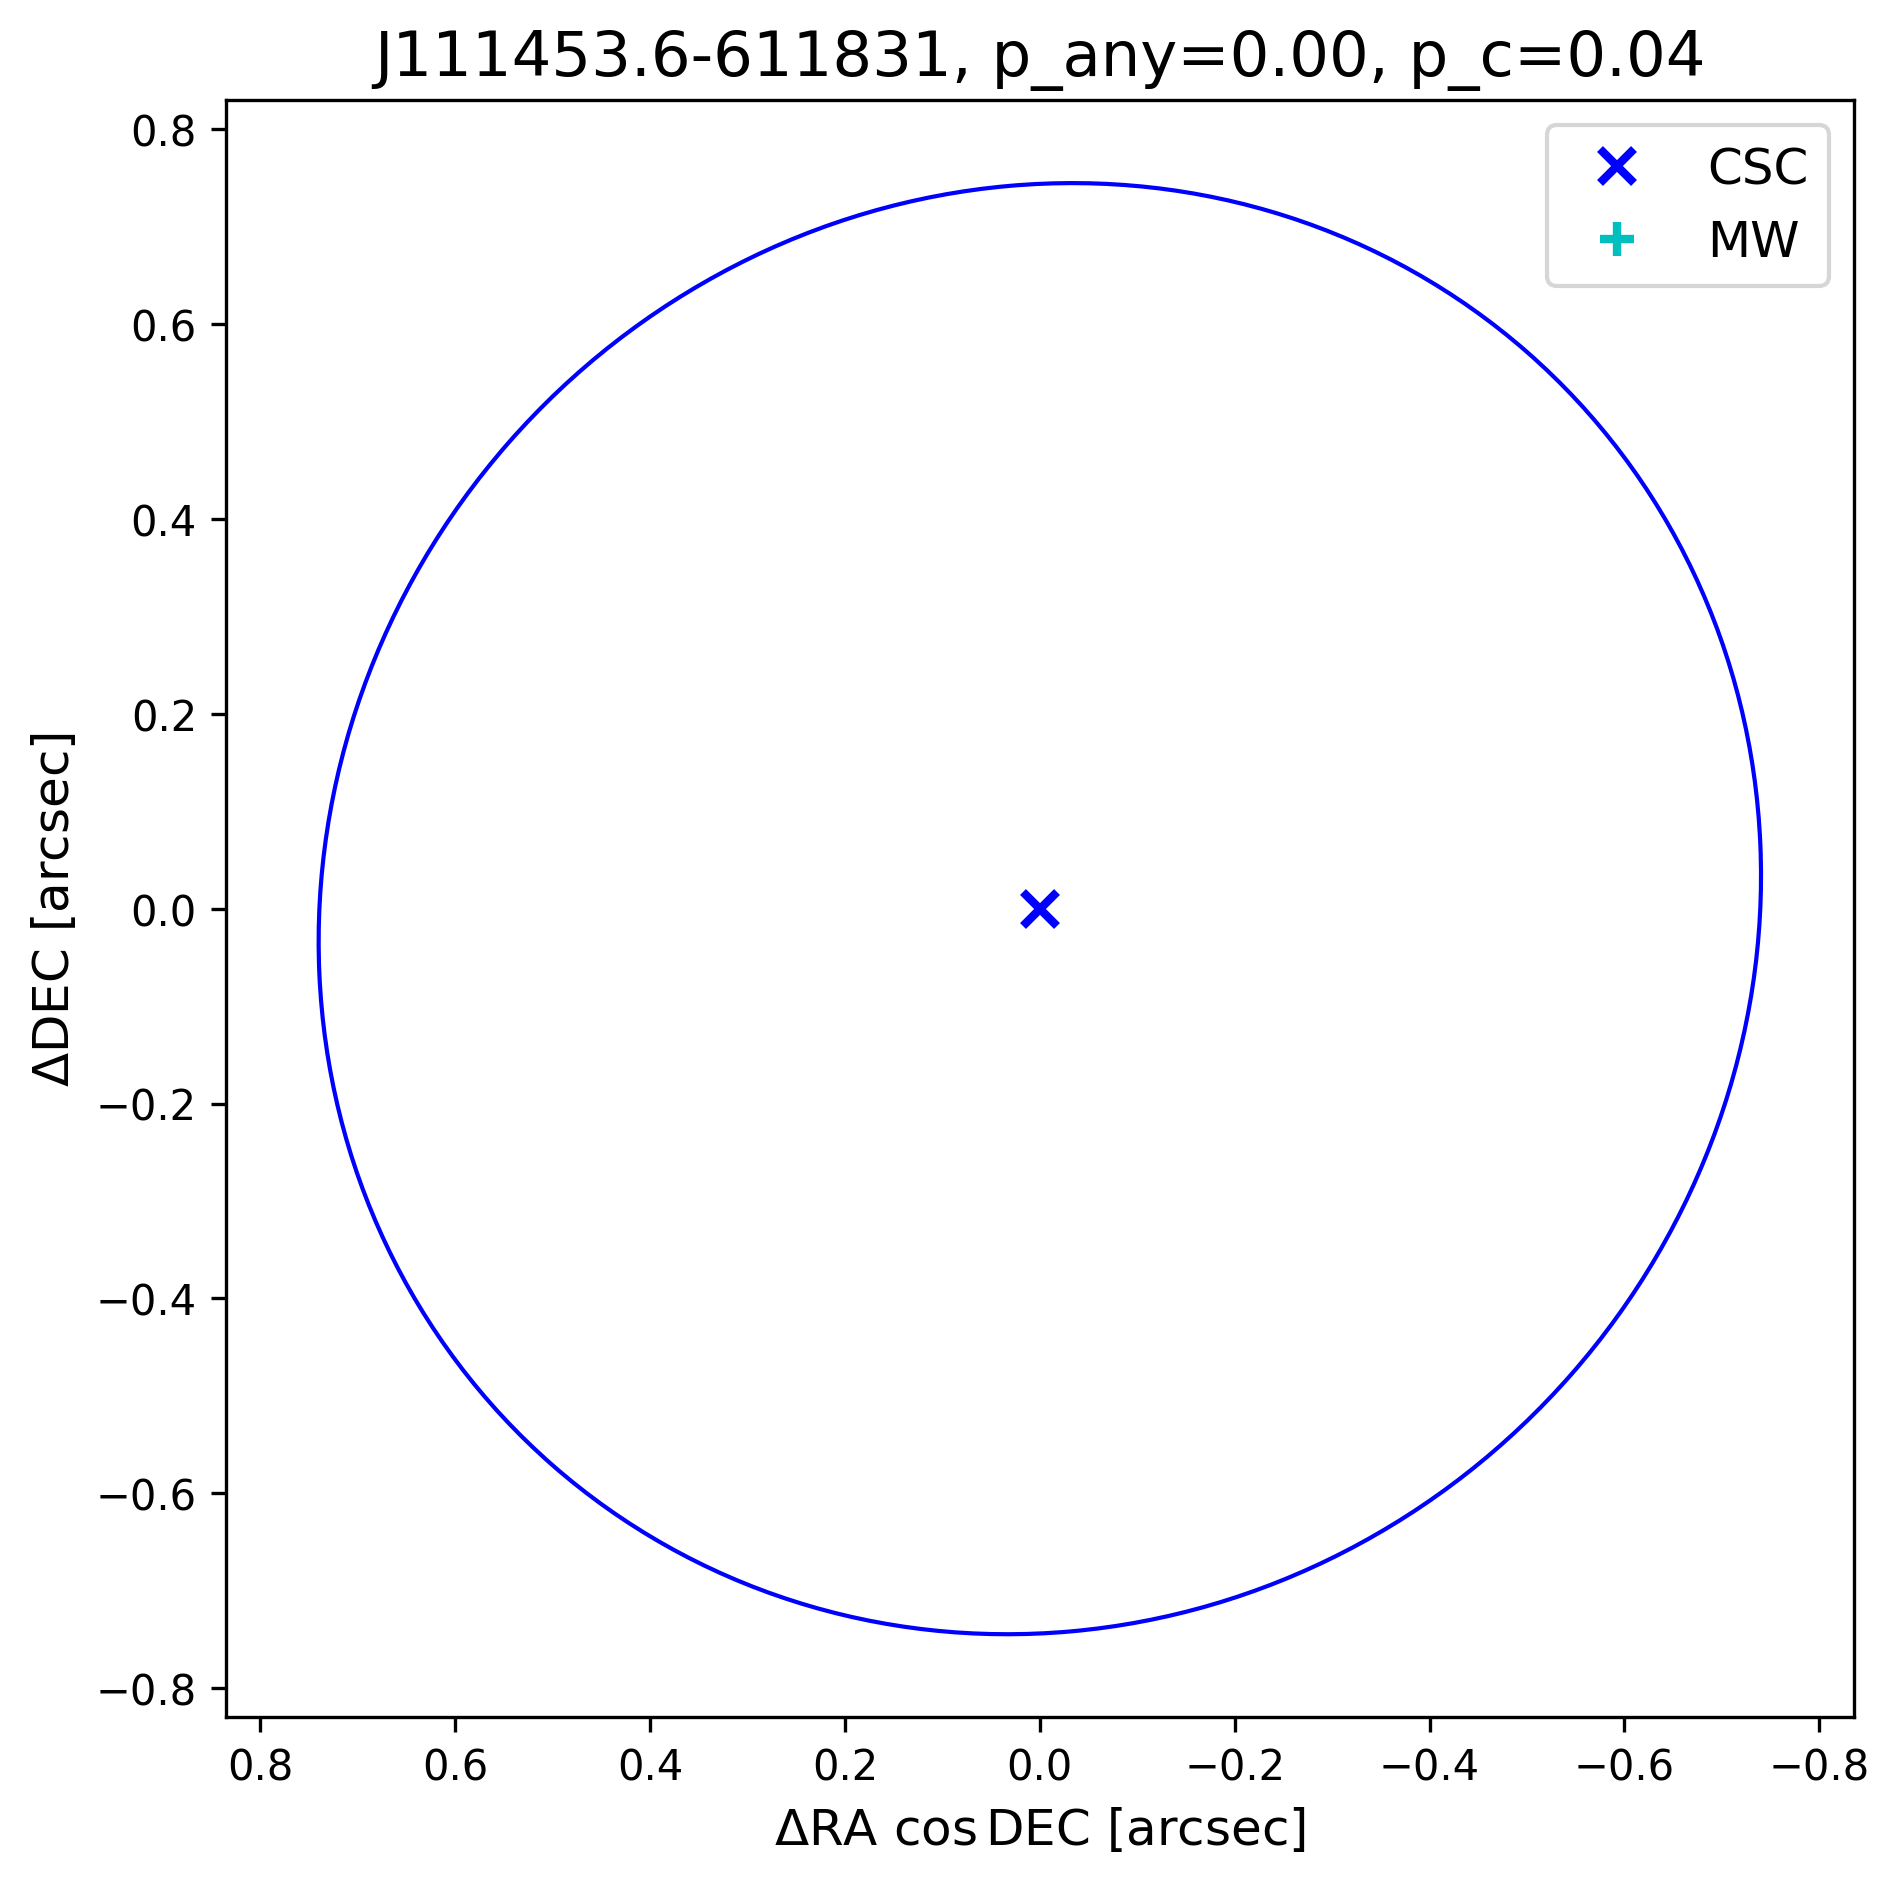 J111453.6-611831, p_any=0.00, p_c=0.04
CSC
MW
0.8
0.6
0.4
0.2
0.0
−0.2
−0.4
−0.6
−0.8
ΔDEC [arcsec]
0.8 0.6 0.4 0.2 0.0 −0.2 −0.4 −0.6 −0.8
ΔRA cos DEC [arcsec]